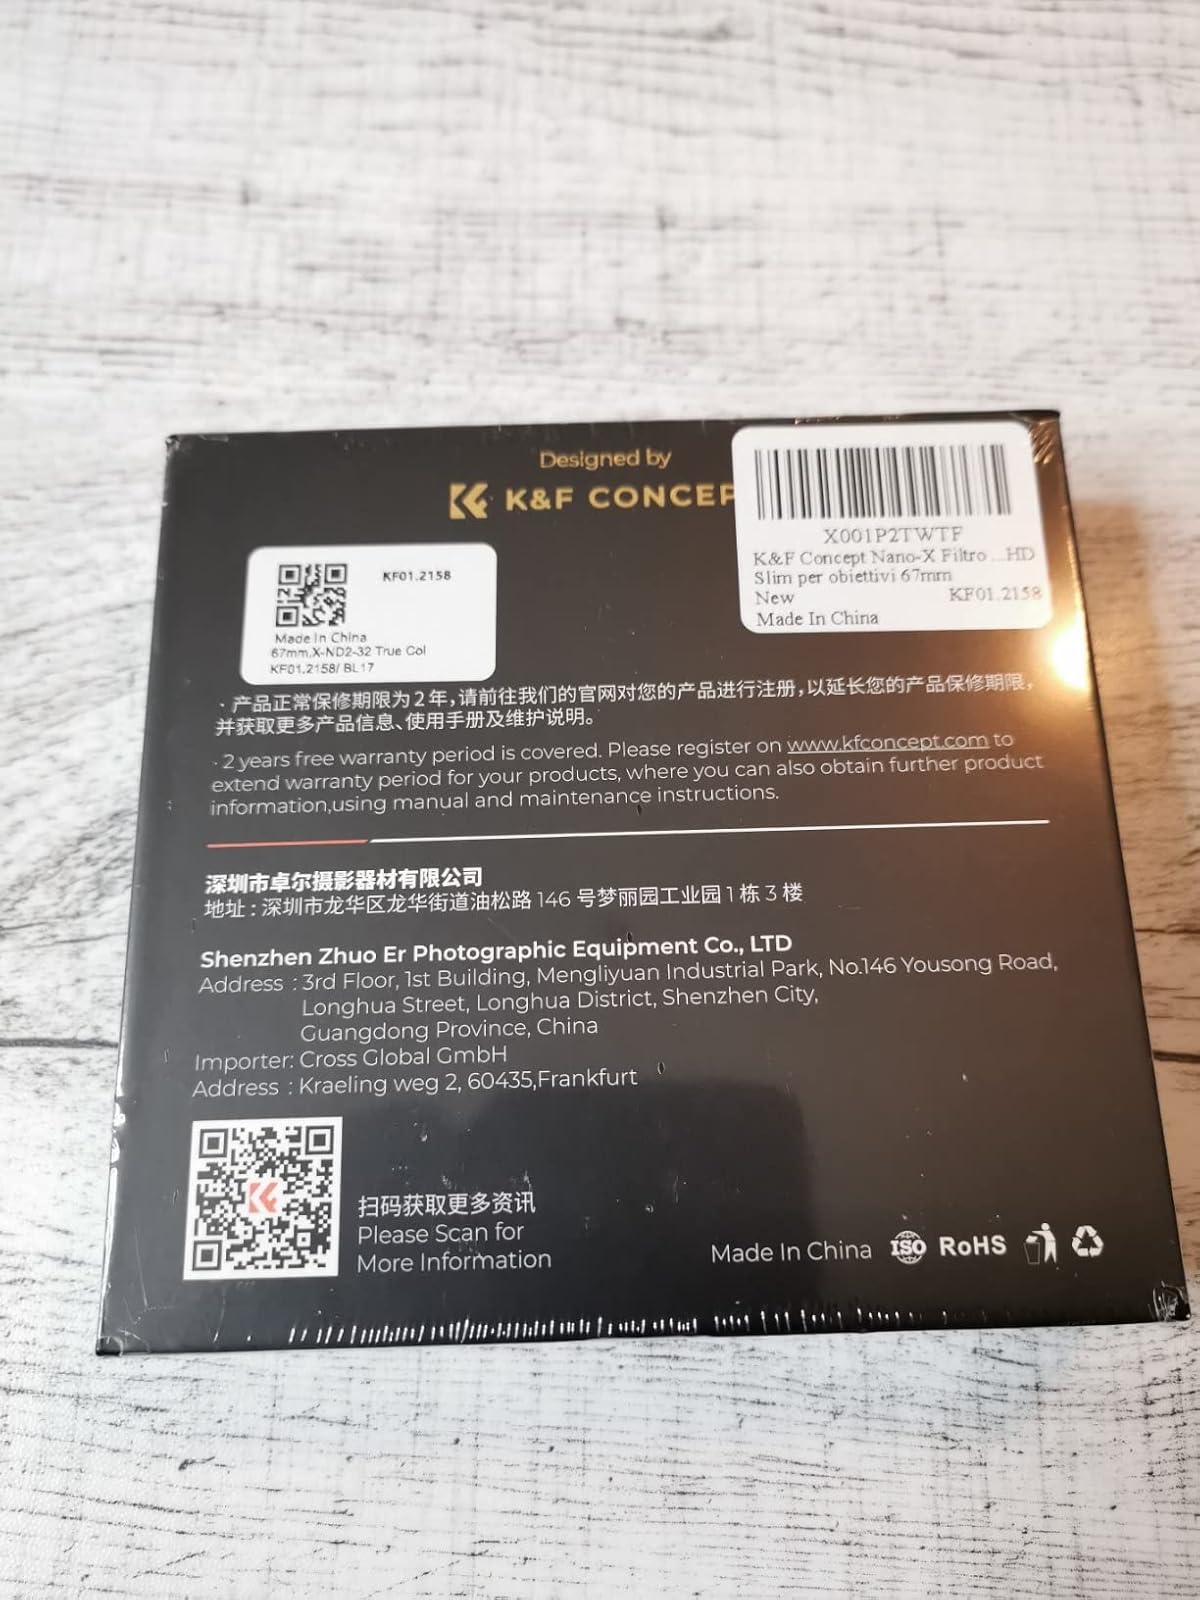 Designed by
K&F CONCEP
X001P2TWTF
K&F Concept Nano-X Filtro ...HD
Slim per obiettivi 67mm
New KF01.2158
Made In China
KF01.2158
Made In China
67mm,X-ND2-32 True Col
KF01.2158/ BL17
· 产品正常保修期限为2年,请前往我们的官网对您的产品进行注册,以延长您的产品保修期限,
并获取更多产品信息、使用手册及维护说明。
· 2 years free warranty period is covered. Please register on www.kfconcept.com to
extend warranty period for your products, where you can also obtain further product
information,using manual and maintenance instructions.
深圳市卓尔摄影器材有限公司
地址:深圳市龙华区龙华街道油松路146号梦丽园工业园1栋3楼
Shenzhen Zhuo Er Photographic Equipment Co., LTD
Address : 3rd Floor, 1st Building, Mengliyuan Industrial Park, No.146 Yousong Road,
Longhua Street, Longhua District, Shenzhen City,
Guangdong Province, China
Importer: Cross Global GmbH
Address : Kraeling weg 2, 60435,Frankfurt
扫码获取更多资讯
Please Scan for
More Information
Made In China ISO RoHS